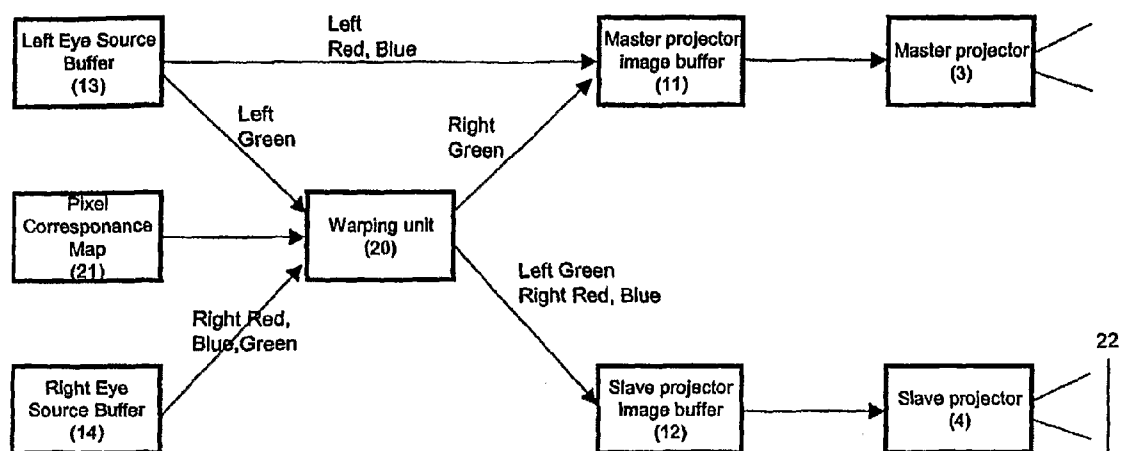 Left Eye Source
Buffer
(13)
Left
Red, Blue
Master projector
image buffer
(11)
Master projector
(3)
Left
Green
Right
Green
Pixel
Corresponance
Map
(21)
Warping unit
(20)
Left Green
Right Red, Blue
Right Red,
Blue,Green
22
Right Eye
Source Buffer
(14)
Slave projector
Image buffer
(12)
Slave projector
(4)